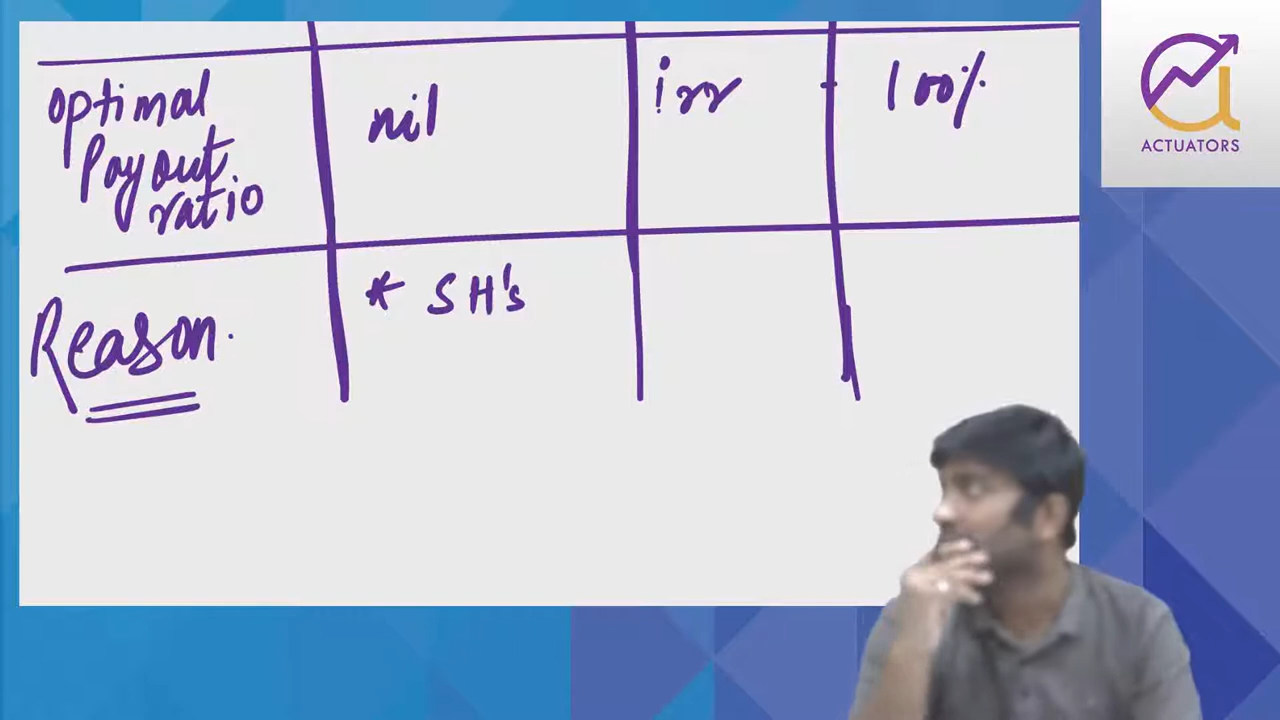 Optimal nil irr 100%
Payout
ratio
Reason. * SH's
ACTUATORS